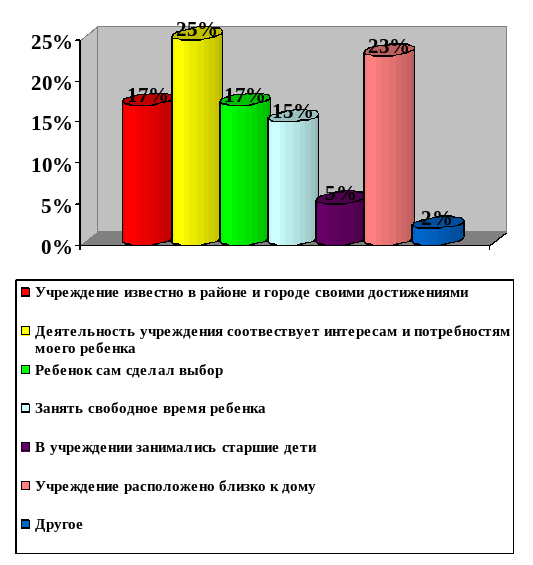 25%
20%
15%
10%
5%
0%
17%
25%
17%
15%
5%
23%
2%
Учреждение известно в районе и городе своими достижениями
Деятельность учреждения соотвествует интересам и потребностям
моего ребенка
Ребенок сам сделал выбор
Занять свободное время ребенка
В учреждении занимались старшие дети
Учреждение расположено близко к дому
Другое